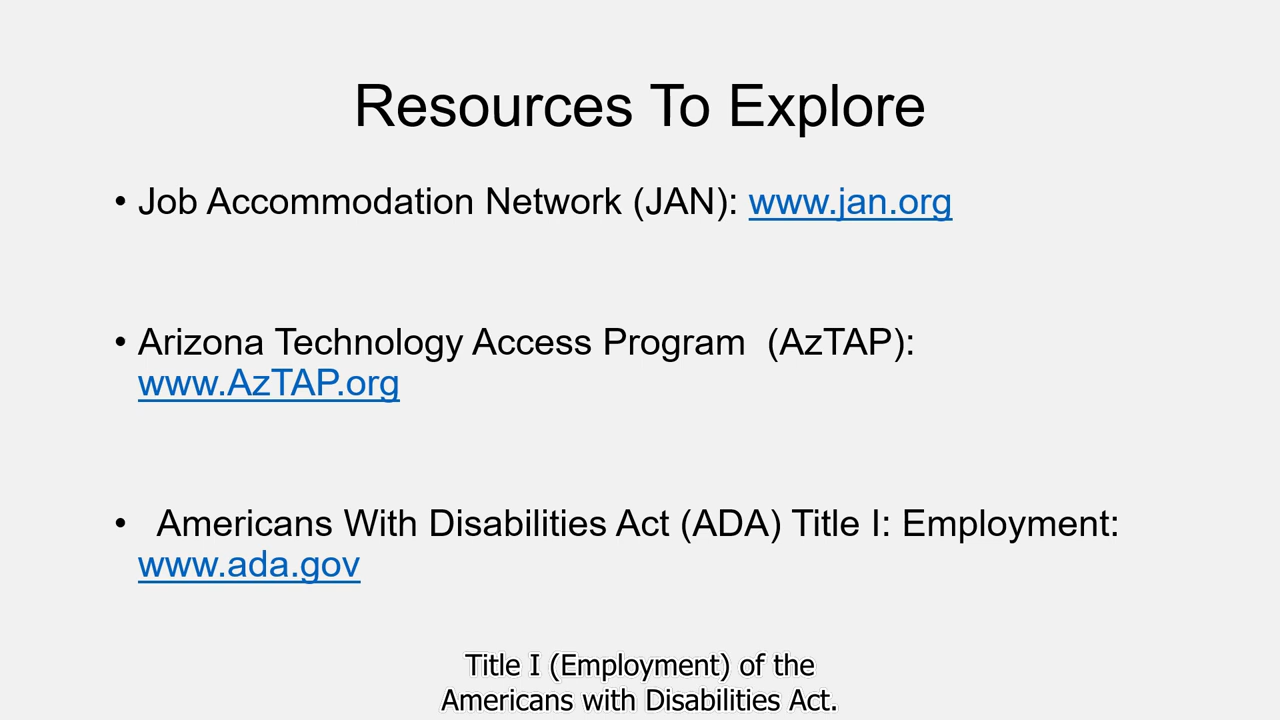 Resources To Explore
• Job Accommodation Network (JAN): www.jan.org
• Arizona Technology Access Program  (AzTAP):
www.AzTAP.org
•   Americans With Disabilities Act (ADA) Title I: Employment:
www.ada.gov
Title I (Employment) of the
Americans with Disabilities Act.